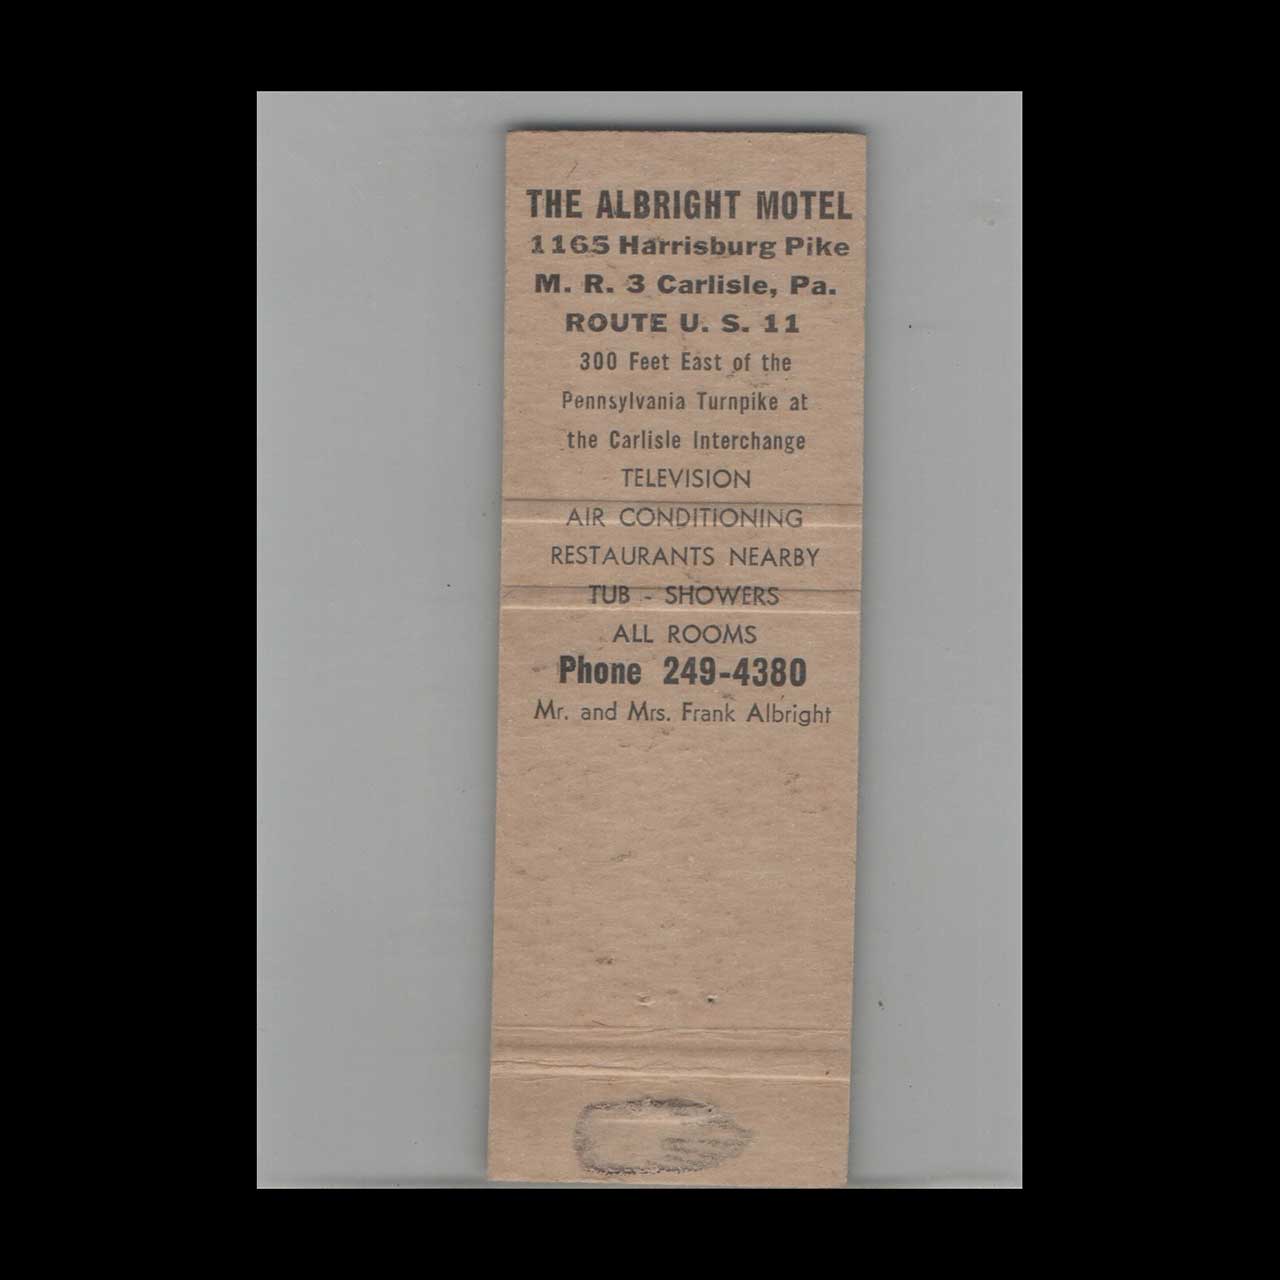 THE ALBRIGHT MOTEL
1165 Harrisburg Pike
M. R. 3 Carlisle, Pa.
ROUTE U. S. 11
300 Feet East of the
Pennsylvania Turnpike at
the Carlisle Interchange
TELEVISION
AIR CONDITIONING
RESTAURANTS NEARBY
TUB - SHOWERS
ALL ROOMS
Phone 249-4380
Mr. and Mrs. Frank Albright